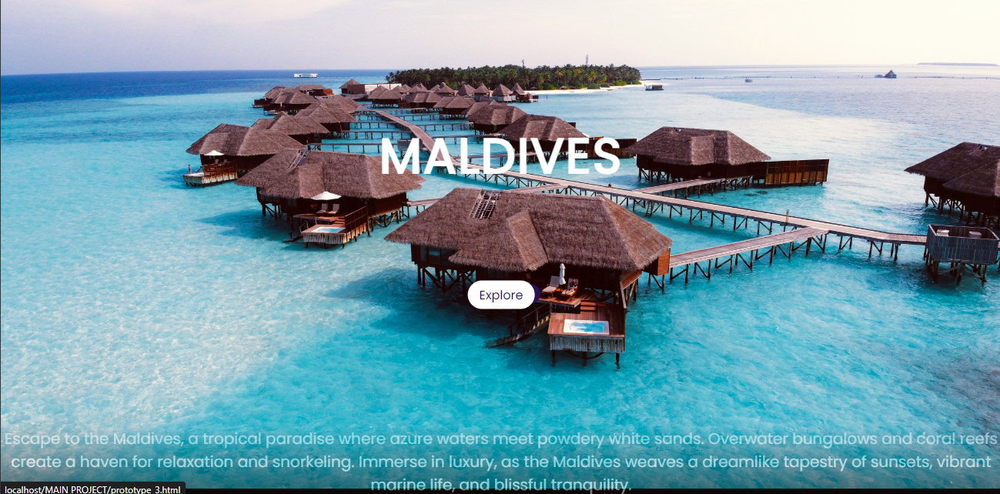 MALDIVES
Explore
Escape to the Maldives, a tropical paradise where azure waters meet powdery white sands. Overwater bungalows and coral reefs
create a haven for relaxation and snorkeling. Immerse in luxury, as the Maldives weaves a dreamlike tapestry of sunsets, vibrant
marine life, and blissful tranquility.
localhost/MAIN PROJECT/prototype_3.html